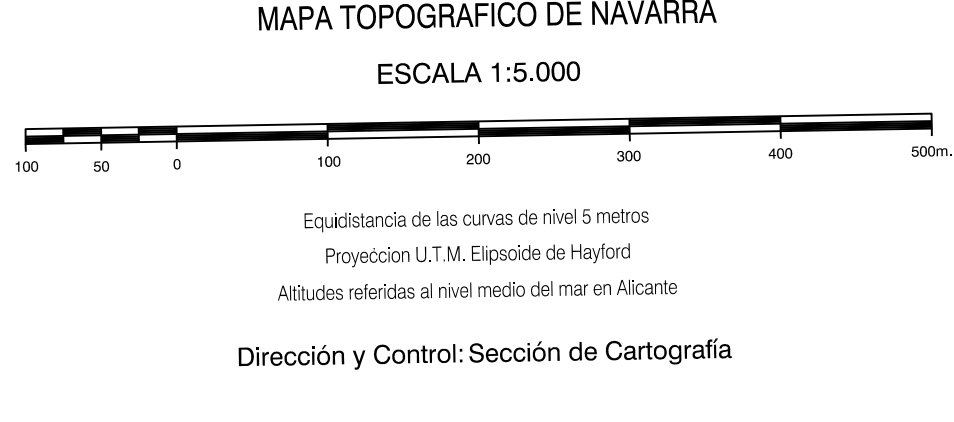 MAPA TOPOGRAFICO DE NAVARRA
ESCALA 1:5.000
100 50 0 100 200 300 400 500m.
Equidistancia de las curvas de nivel 5 metros
Proyeccion U.T.M. Elipsoide de Hayford
Altitudes referidas al nivel medio del mar en Alicante
Dirección y Control: Sección de Cartografía